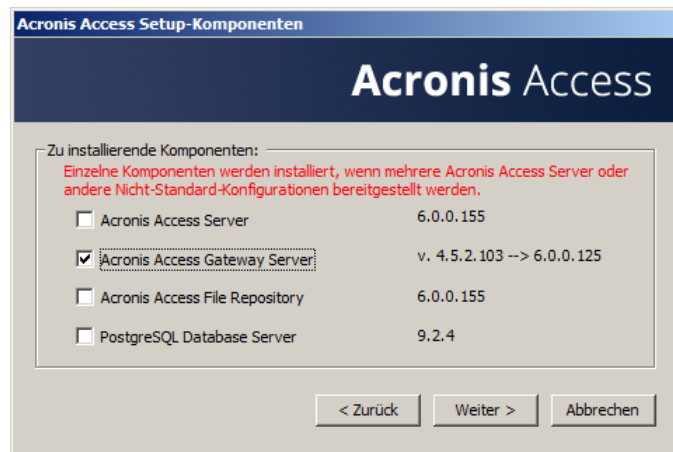 Acronis Access Setup-Komponenten
Acronis Access
Zu installierende Komponenten:
Einzelne Komponenten werden installiert, wenn mehrere Acronis Access Server oder
andere Nicht-Standard-Konfigurationen bereitgestellt werden.
Acronis Access Server 6.0.0.155
Acronis Access Gateway Server v. 4.5.2.103 --> 6.0.0.125
Acronis Access File Repository 6.0.0.155
PostgreSQL Database Server 9.2.4
< Zurück Weiter > Abbrechen